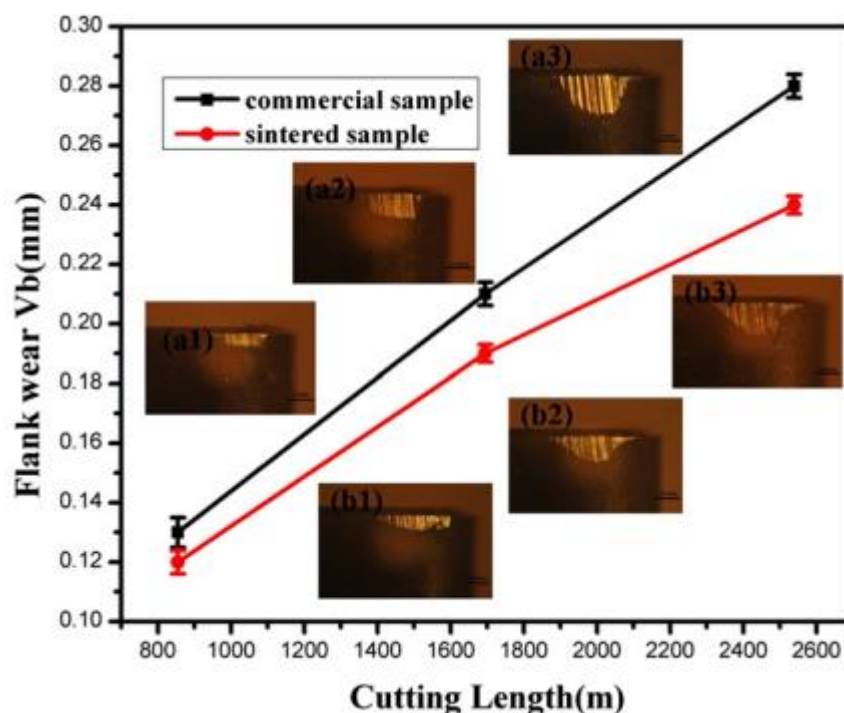 0.30
0.28
0.26
0.24
0.22
0.20
0.18
0.16
0.14
0.12
0.10
Flank wear Vb(mm)
commercial sample
sintered sample
(a3)
(a2)
(a1)
(b3)
(b2)
(b1)
800
1000
1200
1400
1600
1800
2000
2200
2400
2600
Cutting Length(m)